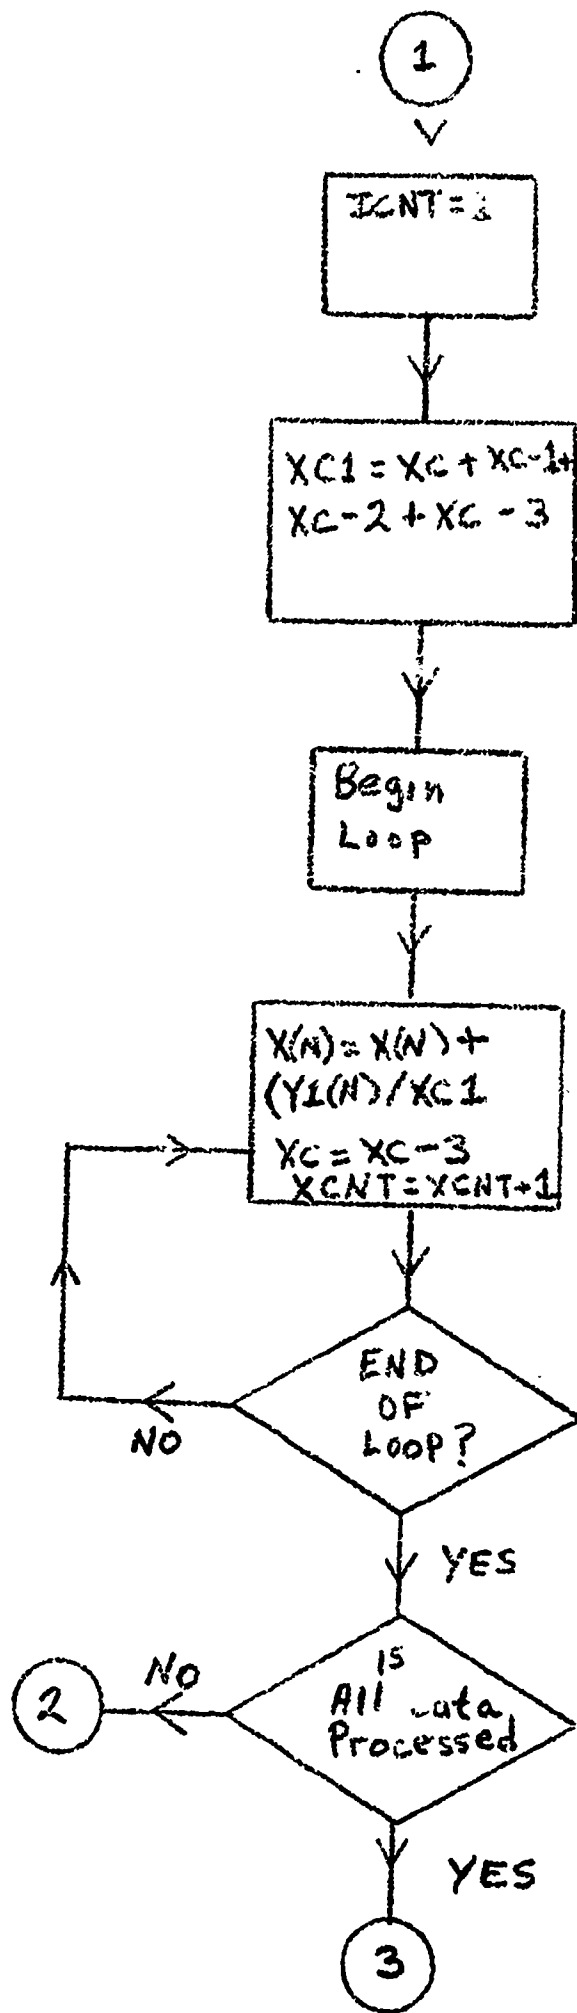 1
ICNT=1
XC1=XC+XC-1+
XC-2+XC-3
Begin
Loop
X(N)=X(N)+
(Y1(N)/XC1
XC=XC-3
XCNT=XCNT+1
END
OF
LOOP?
NO
YES
Is
All
Processed
NO
2
YES
3